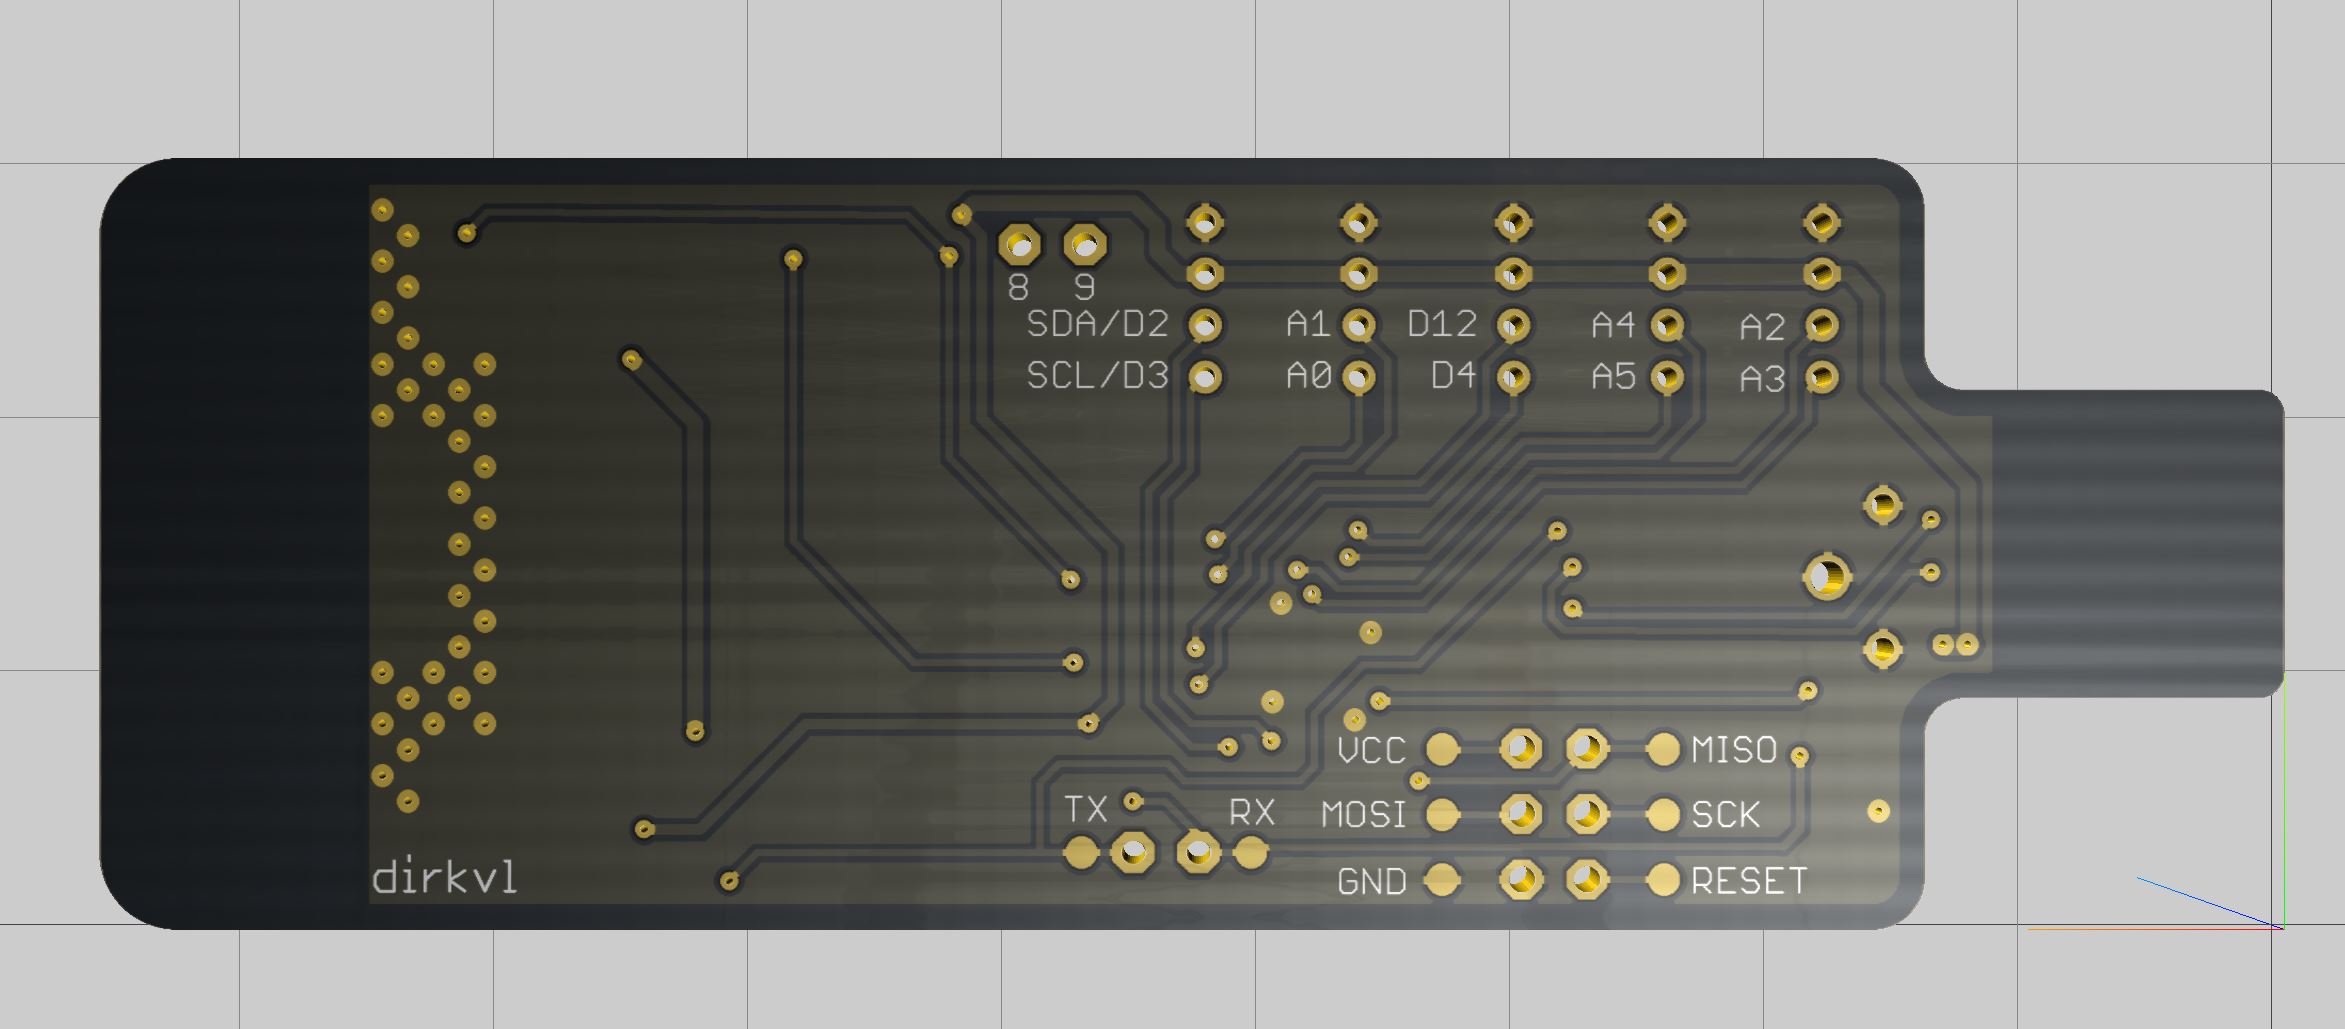 8 9
SDA/D2 A1 D12 A4 A2
SCL/D3 A0 D4 A5 A3
VCC MISO
TX RX MOSI SCK
dirkvl GND RESET